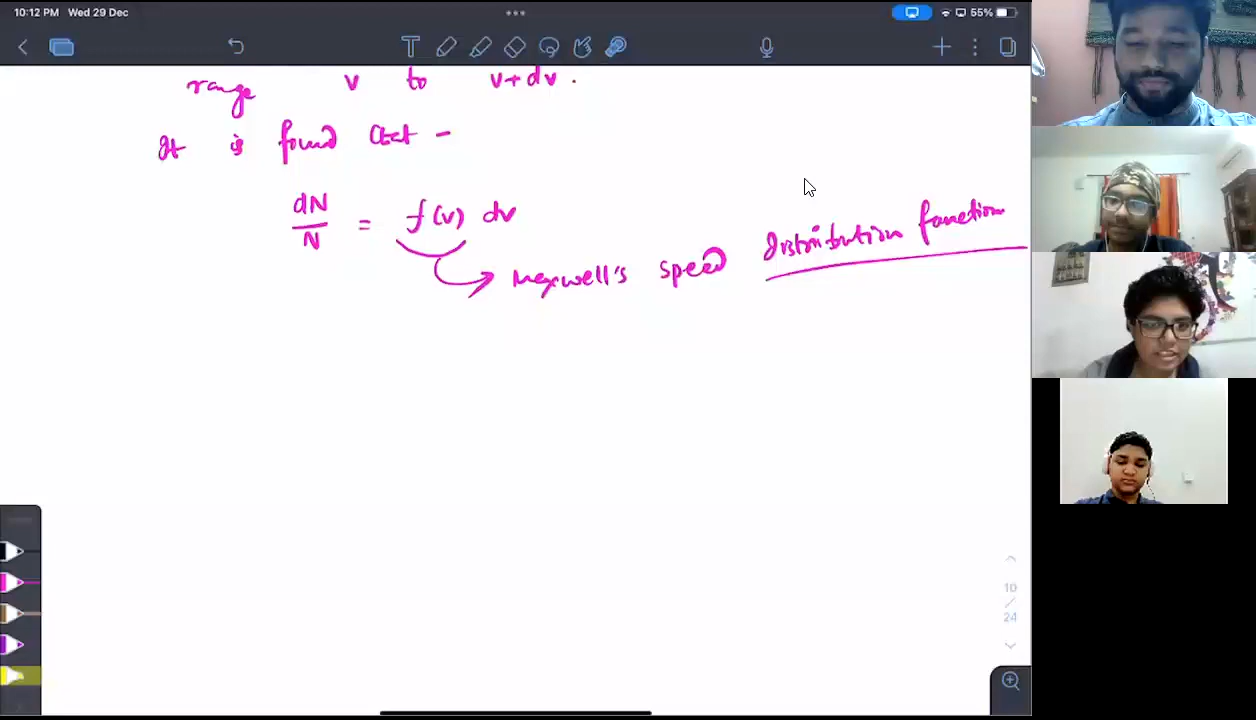 10:12 PM Wed 29 Dec
55%
range v to v+dv.
It is found that -
dN/N = f(v) dv
Maxwell's speed distribution function
10
/
24